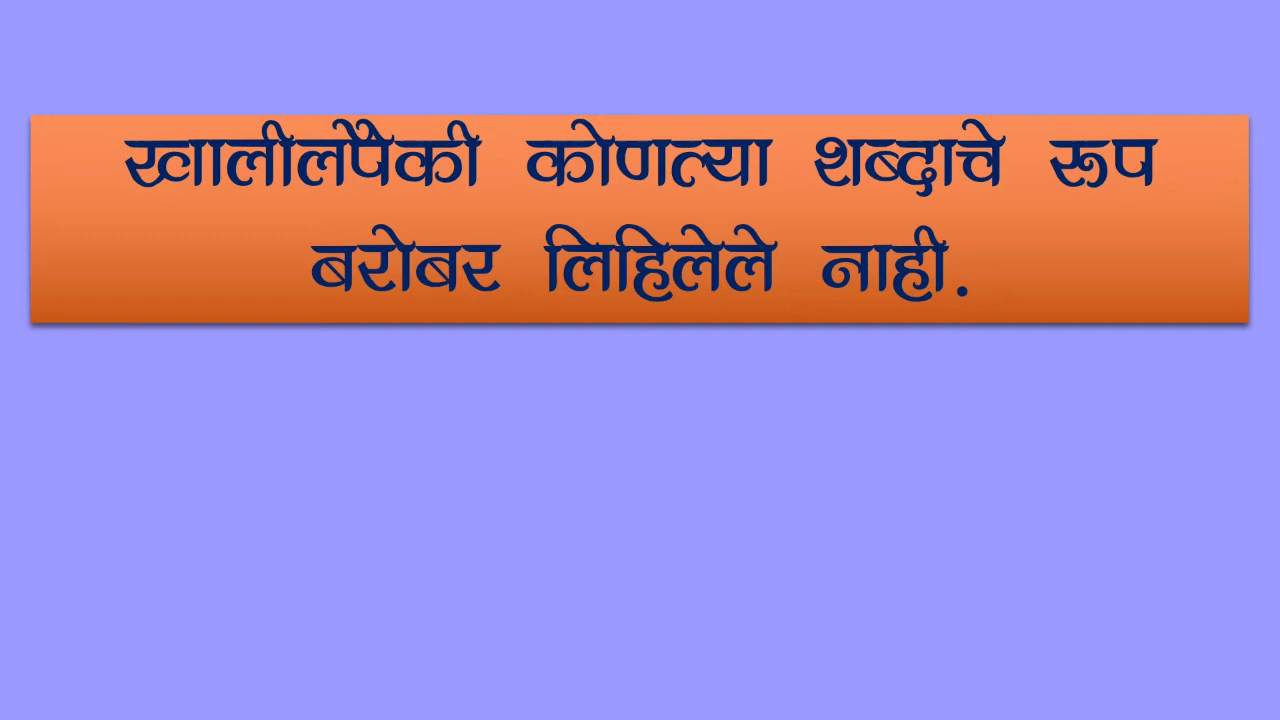 खालीलपैकी कोणत्या शब्दाचे रूप
बरोबर लिहिलेले नाही.